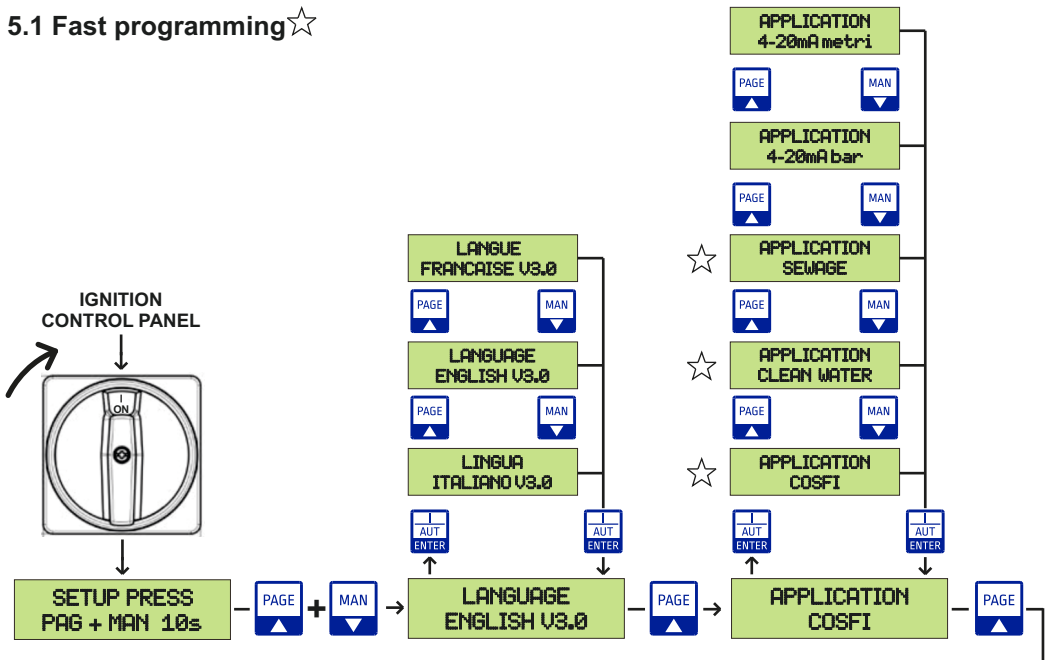 5.1 Fast programming
APPLICATION
4-20mA metri
PAGE
MAN
APPLICATION
4-20mA bar
PAGE
MAN
LANGUE
FRANCAISE V3.0
APPLICATION
SEWAGE
IGNITION
CONTROL PANEL
PAGE
MAN
PAGE
MAN
LANGUAGE
ENGLISH V3.0
APPLICATION
CLEAN WATER
I
ON
PAGE
MAN
PAGE
MAN
LINGUA
ITALIANO V3.0
APPLICATION
COSFI
I
AUT
ENTER
I
AUT
ENTER
I
AUT
ENTER
I
AUT
ENTER
SETUP PRESS
PAG + MAN 10s
PAGE
+
MAN
LANGUAGE
ENGLISH V3.0
PAGE
APPLICATION
COSFI
PAGE